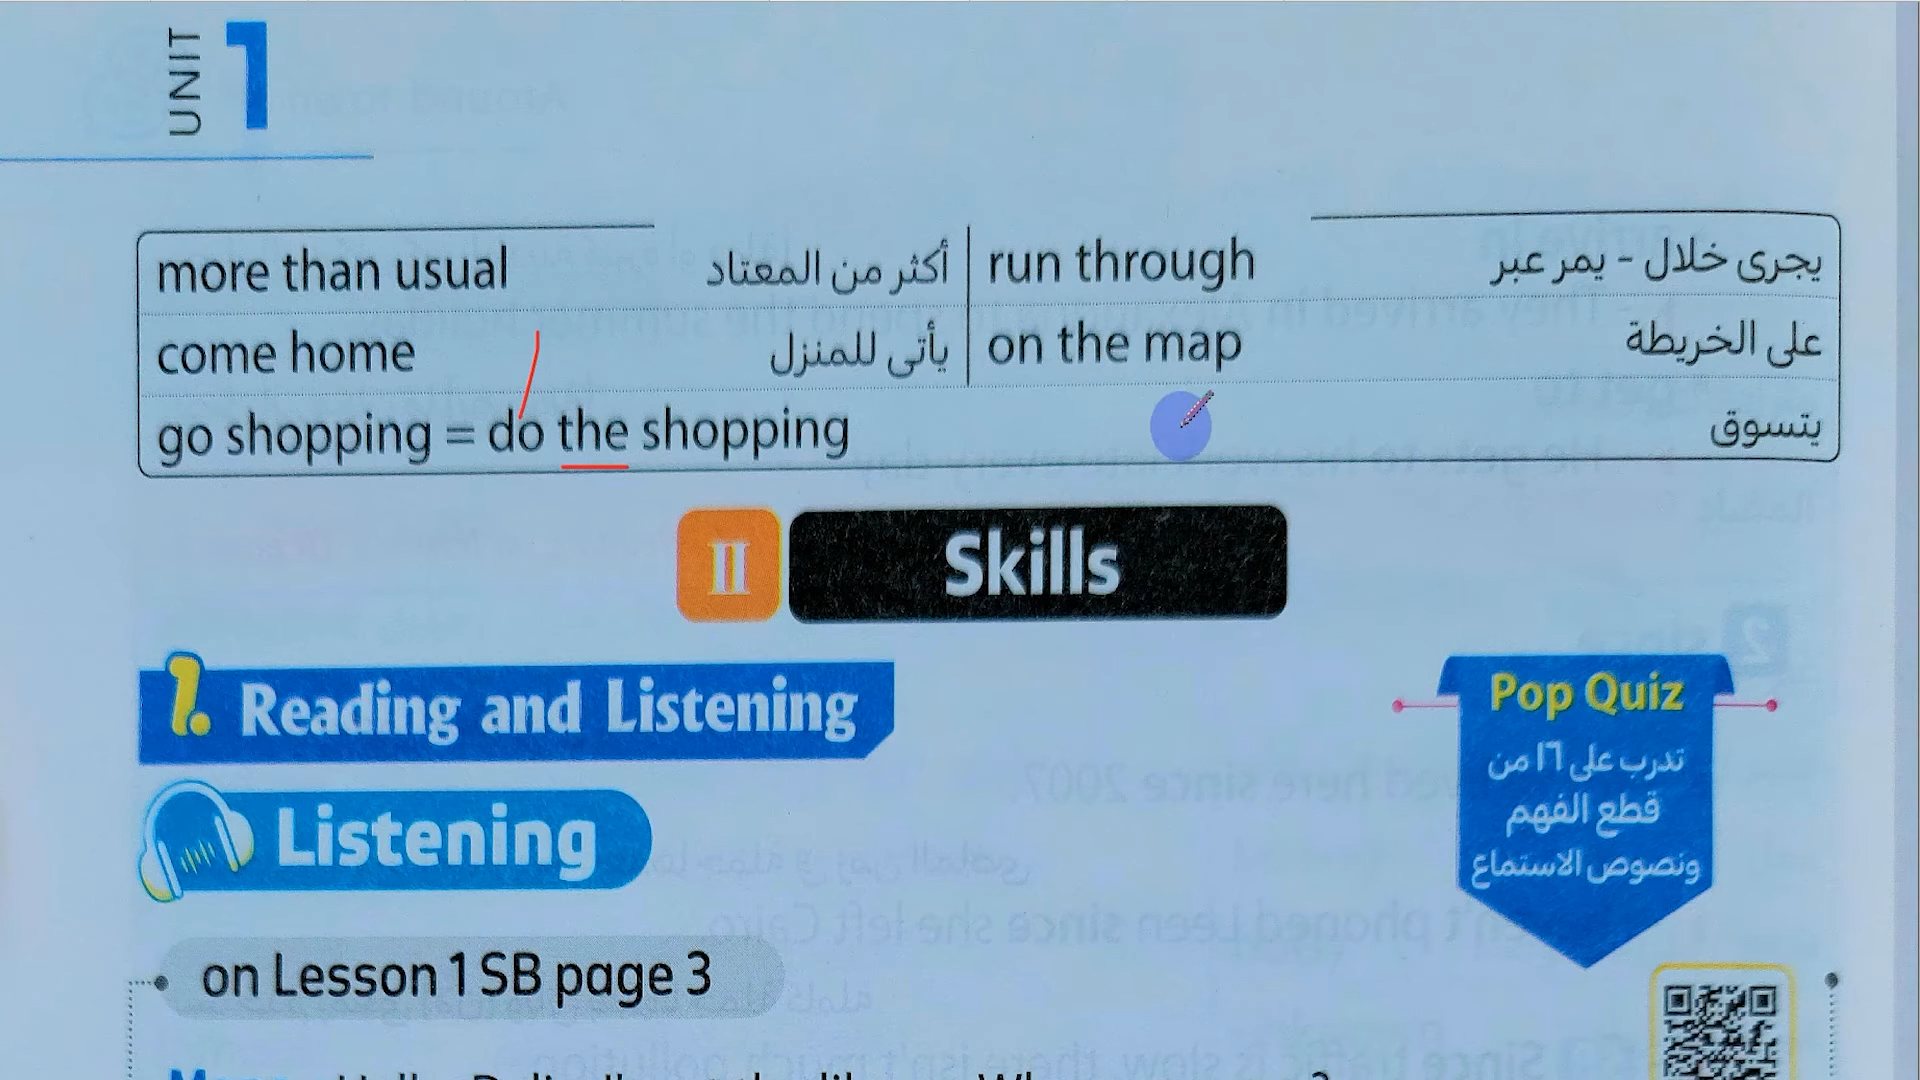 UNIT 1
more than usual أكثر من المعتاد run through يجرى خلال - يمر عبر
come home يأتى للمنزل on the map على الخريطة
go shopping = do the shopping يتسوق
II Skills
1. Reading and Listening
Pop Quiz
تدرب على ١٦ من
قطع الفهم
ونصوص الاستماع
Listening
on Lesson 1 SB page 3